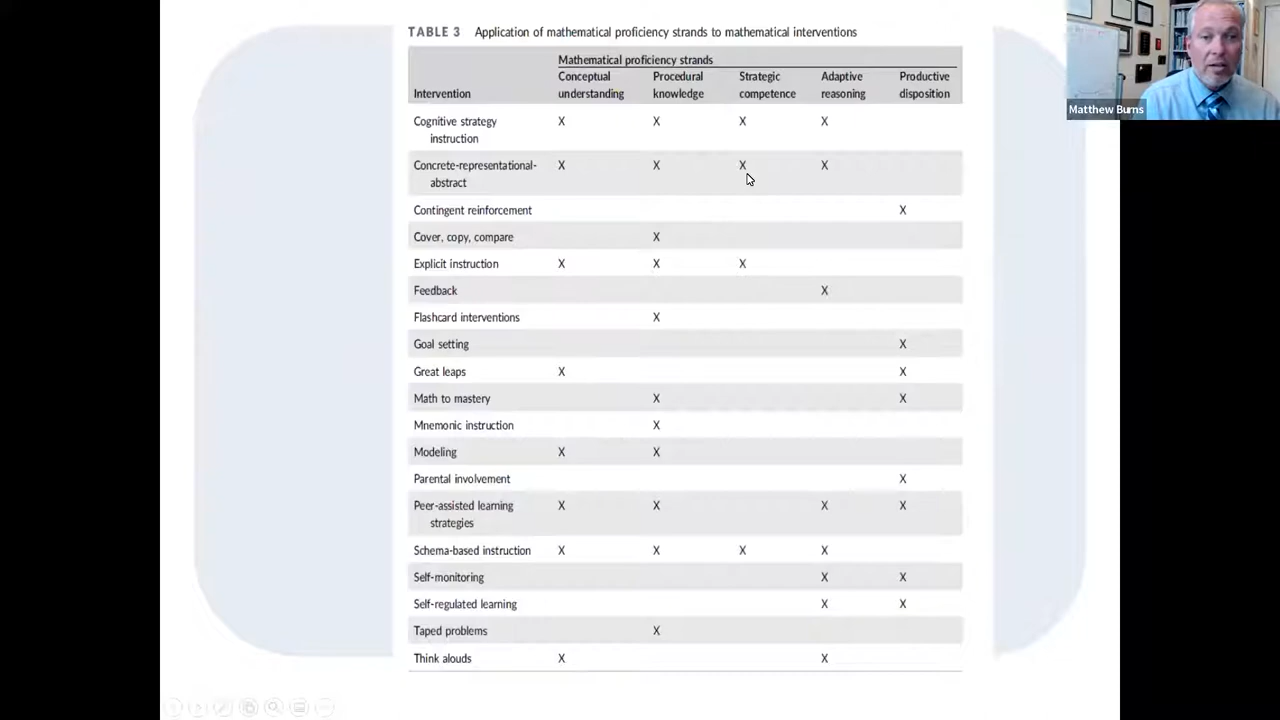 TABLE 3 Application of mathematical proficiency strands to mathematical interventions
Mathematical proficiency strands
Intervention Conceptual understanding Procedural knowledge Strategic competence Adaptive reasoning Productive disposition
Cognitive strategy instruction X X X X
Concrete-representational-abstract X X X X
Contingent reinforcement X
Cover, copy, compare X
Explicit instruction X X X
Feedback X
Flashcard interventions X
Goal setting X
Great leaps X X
Math to mastery X X
Mnemonic instruction X
Modeling X X
Parental involvement X
Peer-assisted learning strategies X X X X
Schema-based instruction X X X X
Self-monitoring X X
Self-regulated learning X X
Taped problems X
Think alouds X X
Matthew Burns